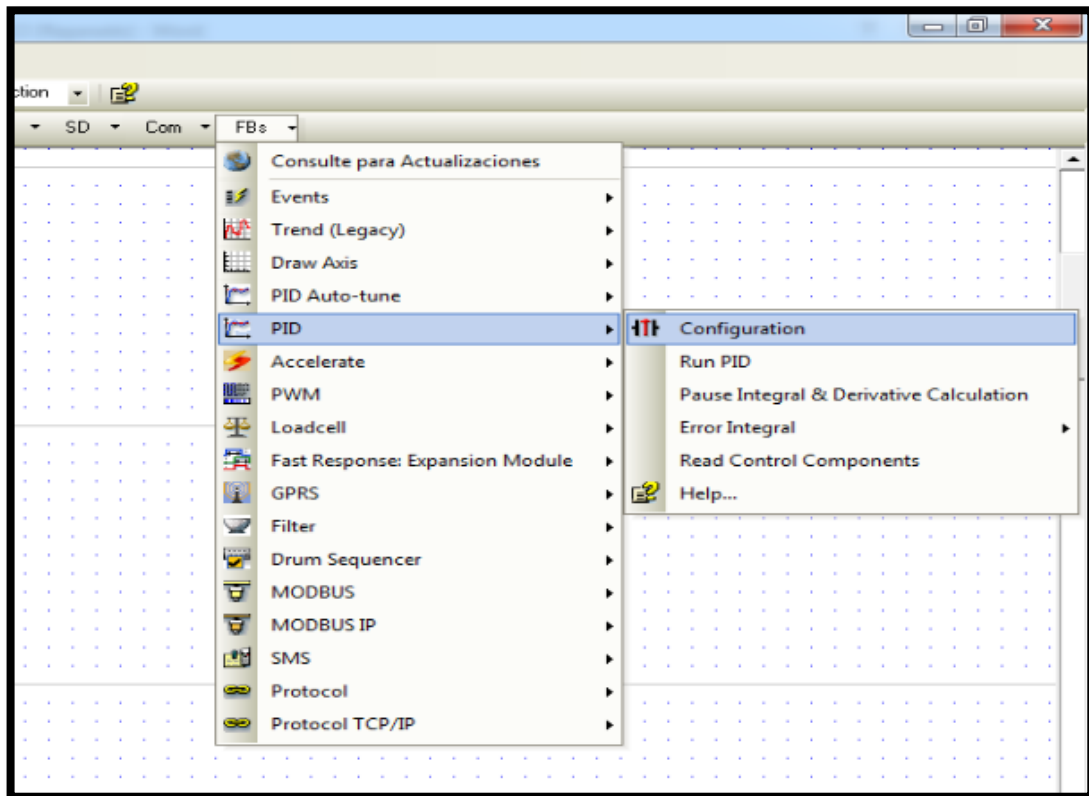 ction
SD Com FBs
Consulte para Actualizaciones
Events
Trend (Legacy)
Draw Axis
PID Auto-tune
PID
Accelerate
PWM
Loadcell
Fast Response: Expansion Module
GPRS
Filter
Drum Sequencer
MODBUS
MODBUS IP
SMS
Protocol
Protocol TCP/IP
Configuration
Run PID
Pause Integral & Derivative Calculation
Error Integral
Read Control Components
Help...